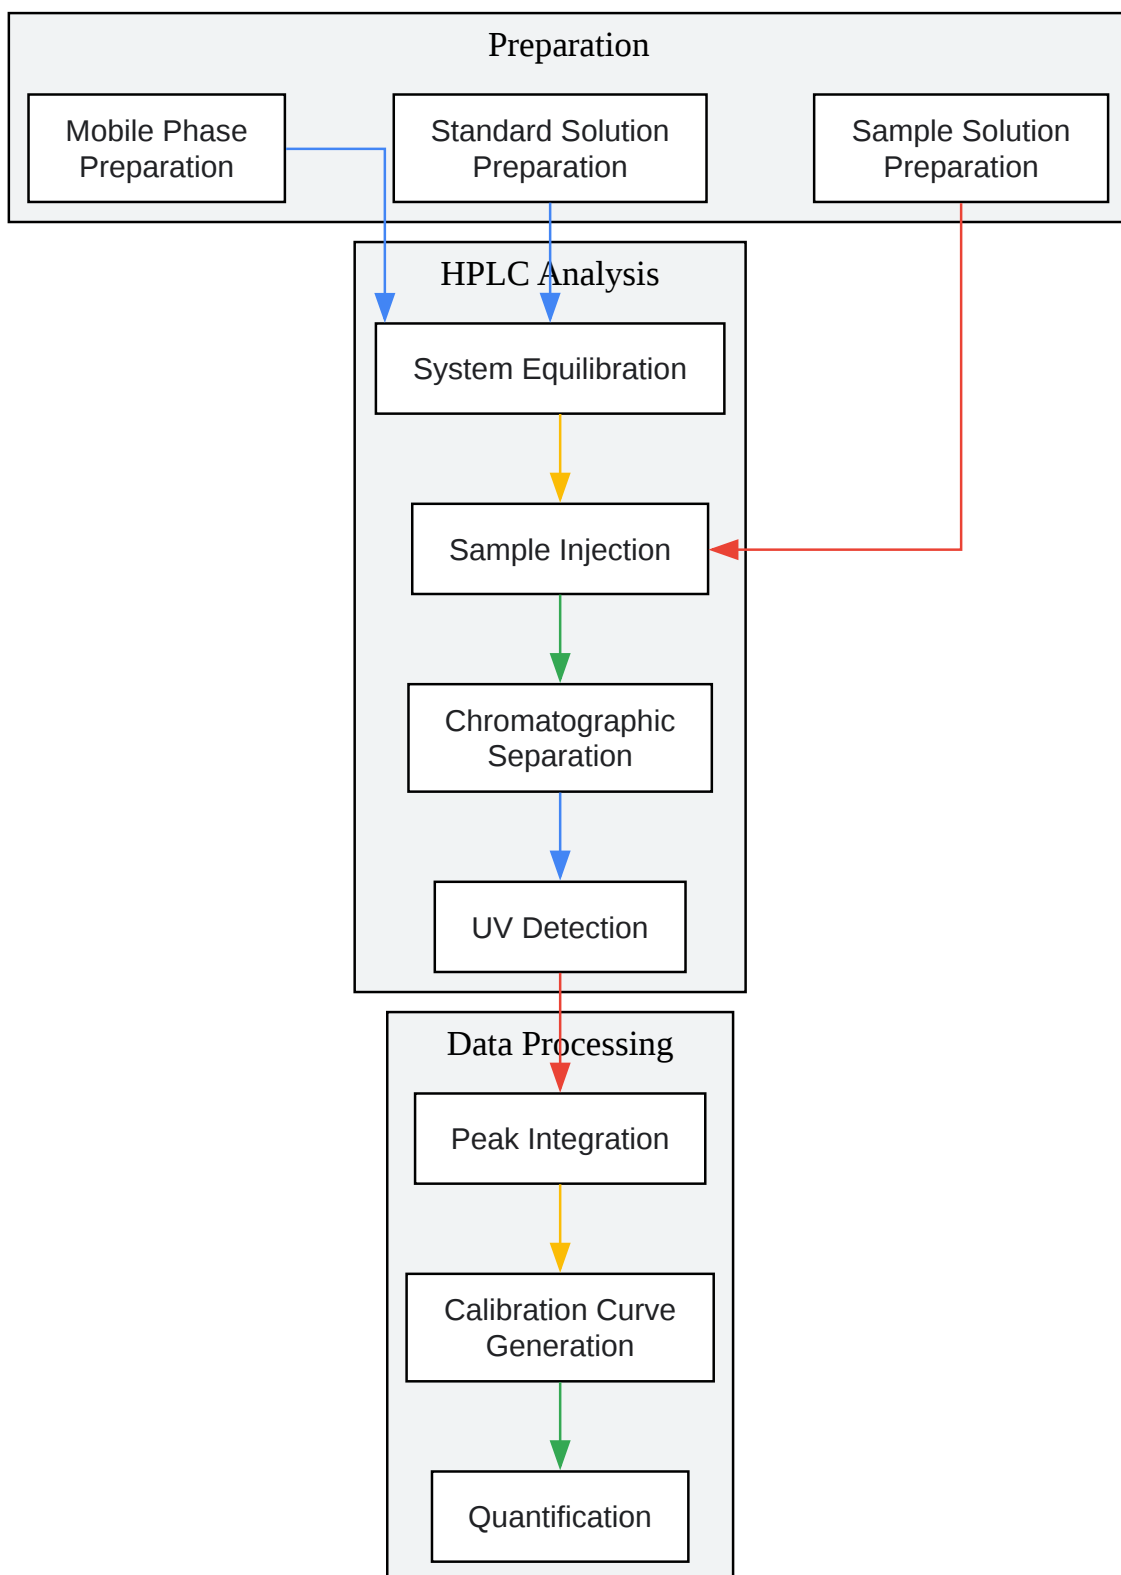 Preparation
Mobile Phase
Preparation
Standard Solution
Preparation
Sample Solution
Preparation
HPLC Analysis
System Equilibration
Sample Injection
Chromatographic
Separation
UV Detection
Data Processing
Peak Integration
Calibration Curve
Generation
Quantification